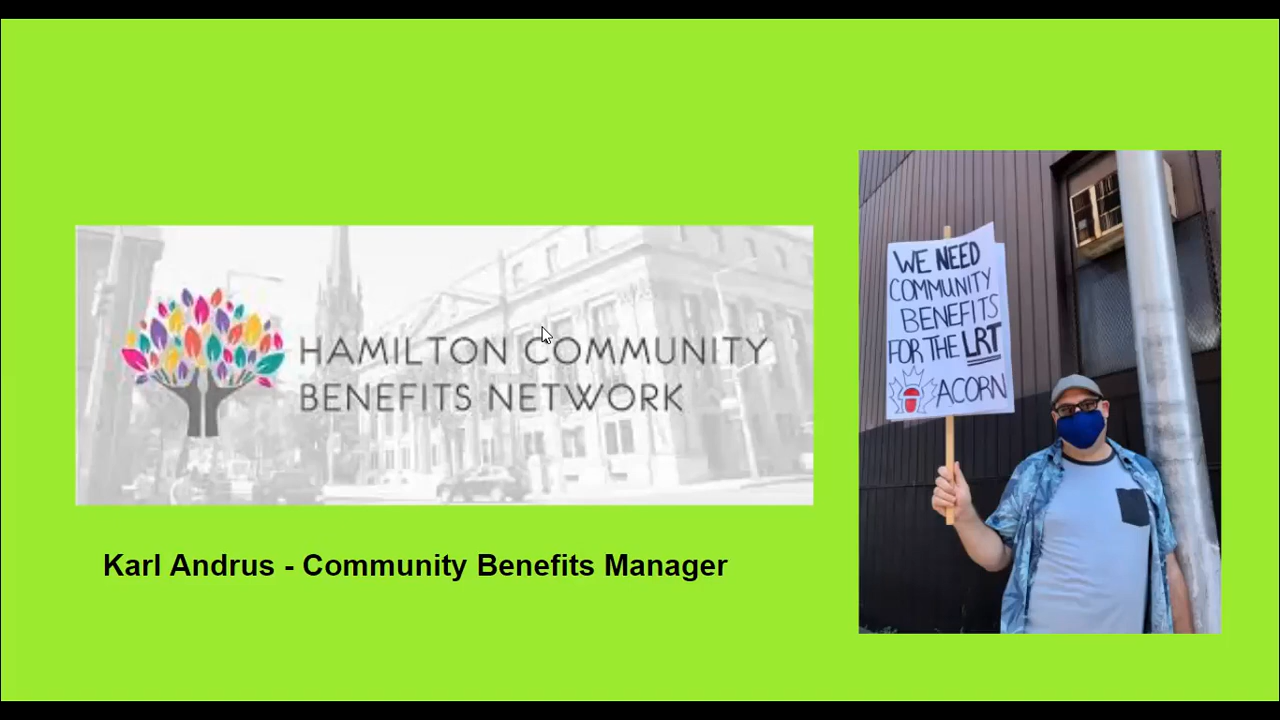 HAMILTON COMMUNITY
BENEFITS NETWORK
Karl Andrus - Community Benefits Manager
WE NEED
COMMUNITY
BENEFITS
FOR THE LRT
ACORN